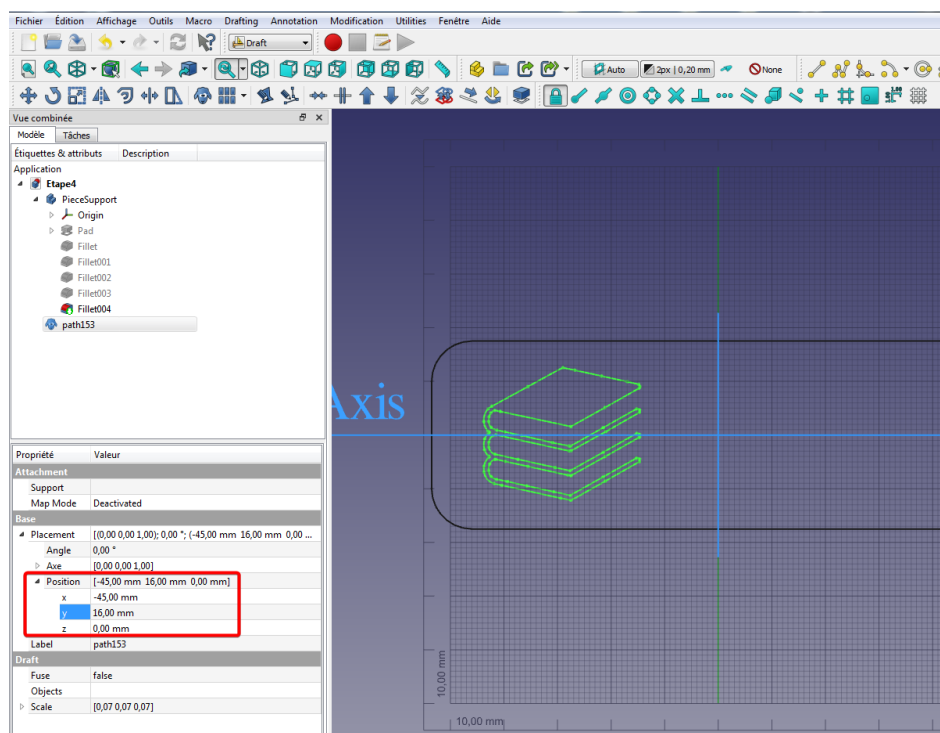 Fichier Édition Affichage Outils Macro Drafting Annotation Modification Utilities Fenêtre Aide
Draft
Auto 2px | 0,20 mm None
Vue combinée
Modèle Tâches
Étiquettes & attributs Description
Application
Etape4
PieceSupport
Origin
Pad
Fillet
Fillet001
Fillet002
Fillet003
Fillet004
path153
Axis
Propriété Valeur
Attachment
Support
Map Mode Deactivated
Base
Placement [(0,00 0,00 1,00); 0,00 °; (-45,00 mm 16,00 mm 0,00 ...
Angle 0,00 °
Axe [0,00 0,00 1,00]
Position [-45,00 mm 16,00 mm 0,00 mm]
x -45,00 mm
y 16,00 mm
z 0,00 mm
Label path153
Draft
Fuse false
Objects
Scale [0,07 0,07 0,07]
10,00 mm
10,00 mm